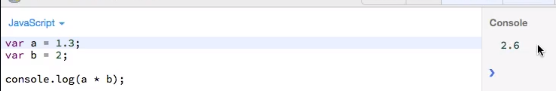 JavaScript
Console
var a = 1.3;
var b = 2;
console.log(a * b);
2.6